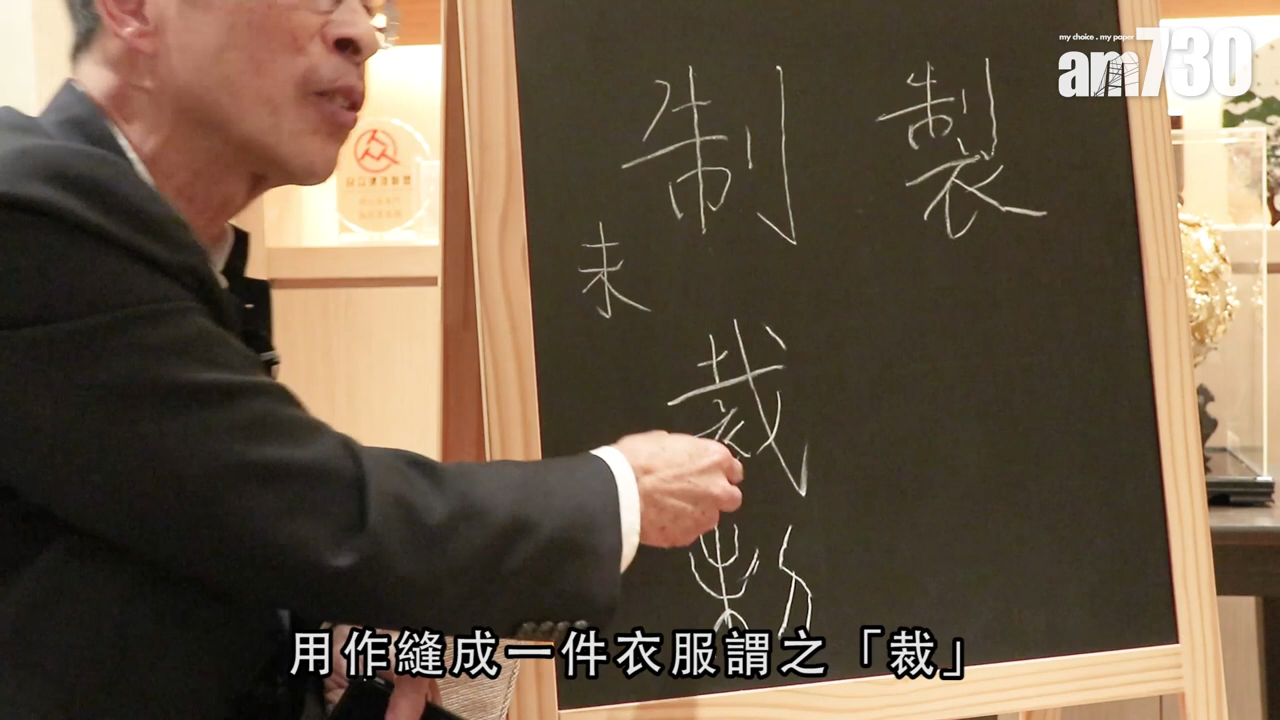 my choice . my paper
am730
制 製
未
裁
用作縫成一件衣服謂之「裁」